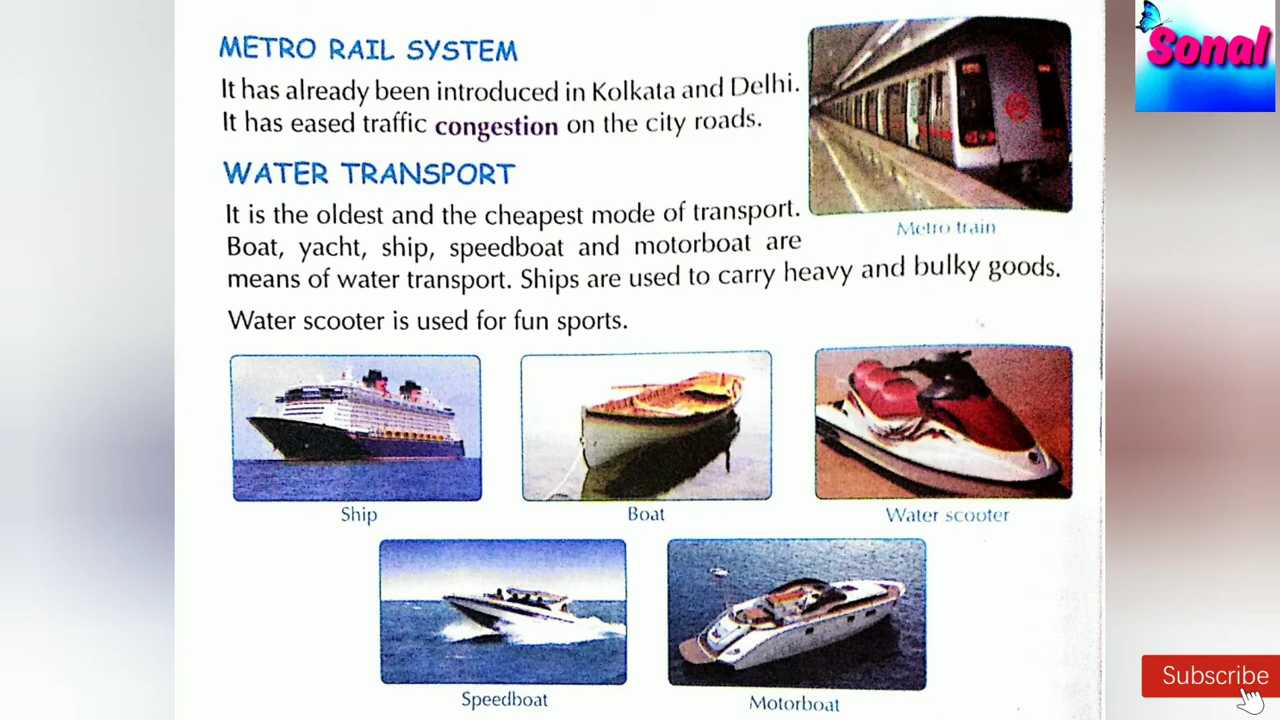 METRO RAIL SYSTEM
It has already been introduced in Kolkata and Delhi.
It has eased traffic congestion on the city roads.
Metro train
WATER TRANSPORT
It is the oldest and the cheapest mode of transport.
Boat, yacht, ship, speedboat and motorboat are
means of water transport. Ships are used to carry heavy and bulky goods.
Water scooter is used for fun sports.
Ship
Boat
Water scooter
Speedboat
Motorboat
Sonal
Subscribe